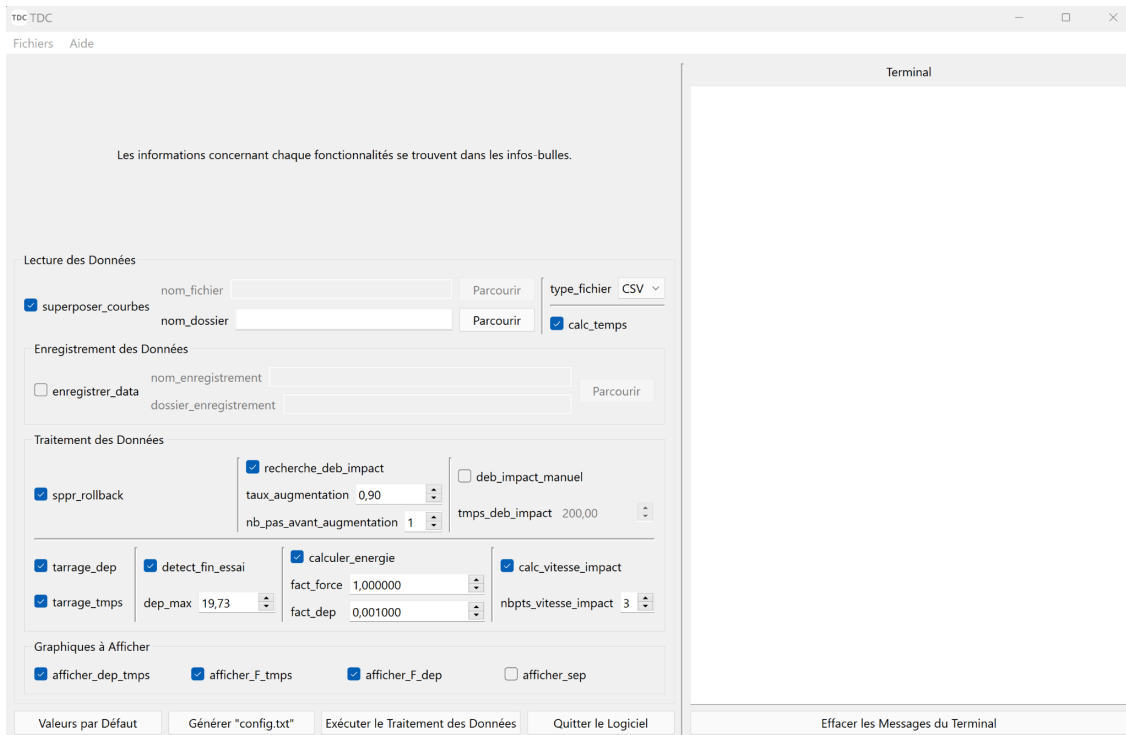 TDC TDC
Fichiers Aide
Terminal
Les informations concernant chaque fonctionnalités se trouvent dans les infos-bulles.
Lecture des Données
superposer_courbes
nom_fichier Parcourir
nom_dossier Parcourir
type_fichier CSV
calc_temps
Enregistrement des Données
enregistrer_data
nom_enregistrement
dossier_enregistrement
Parcourir
Traitement des Données
sppr_rollback
recherche_deb_impact
taux_augmentation 0,90
nb_pas_avant_augmentation 1
deb_impact_manuel
tmps_deb_impact 200,00
tarrage_dep
tarrage_tmps
detect_fin_essai
dep_max 19,73
calculer_energie
fact_force 1,000000
fact_dep 0,001000
calc_vitesse_impact
nbpts_vitesse_impact 3
Graphiques à Afficher
afficher_dep_tmps afficher_F_tmps afficher_F_dep afficher_sep
Valeurs par Défaut Générer "config.txt" Exécuter le Traitement des Données Quitter le Logiciel Effacer les Messages du Terminal